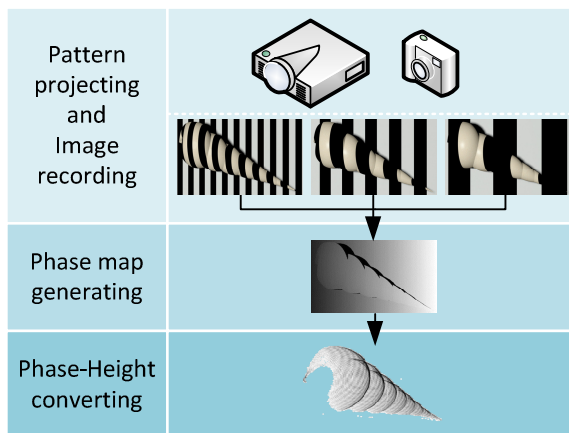 Pattern
projecting
and
Image
recording
Phase map
generating
Phase-Height
converting